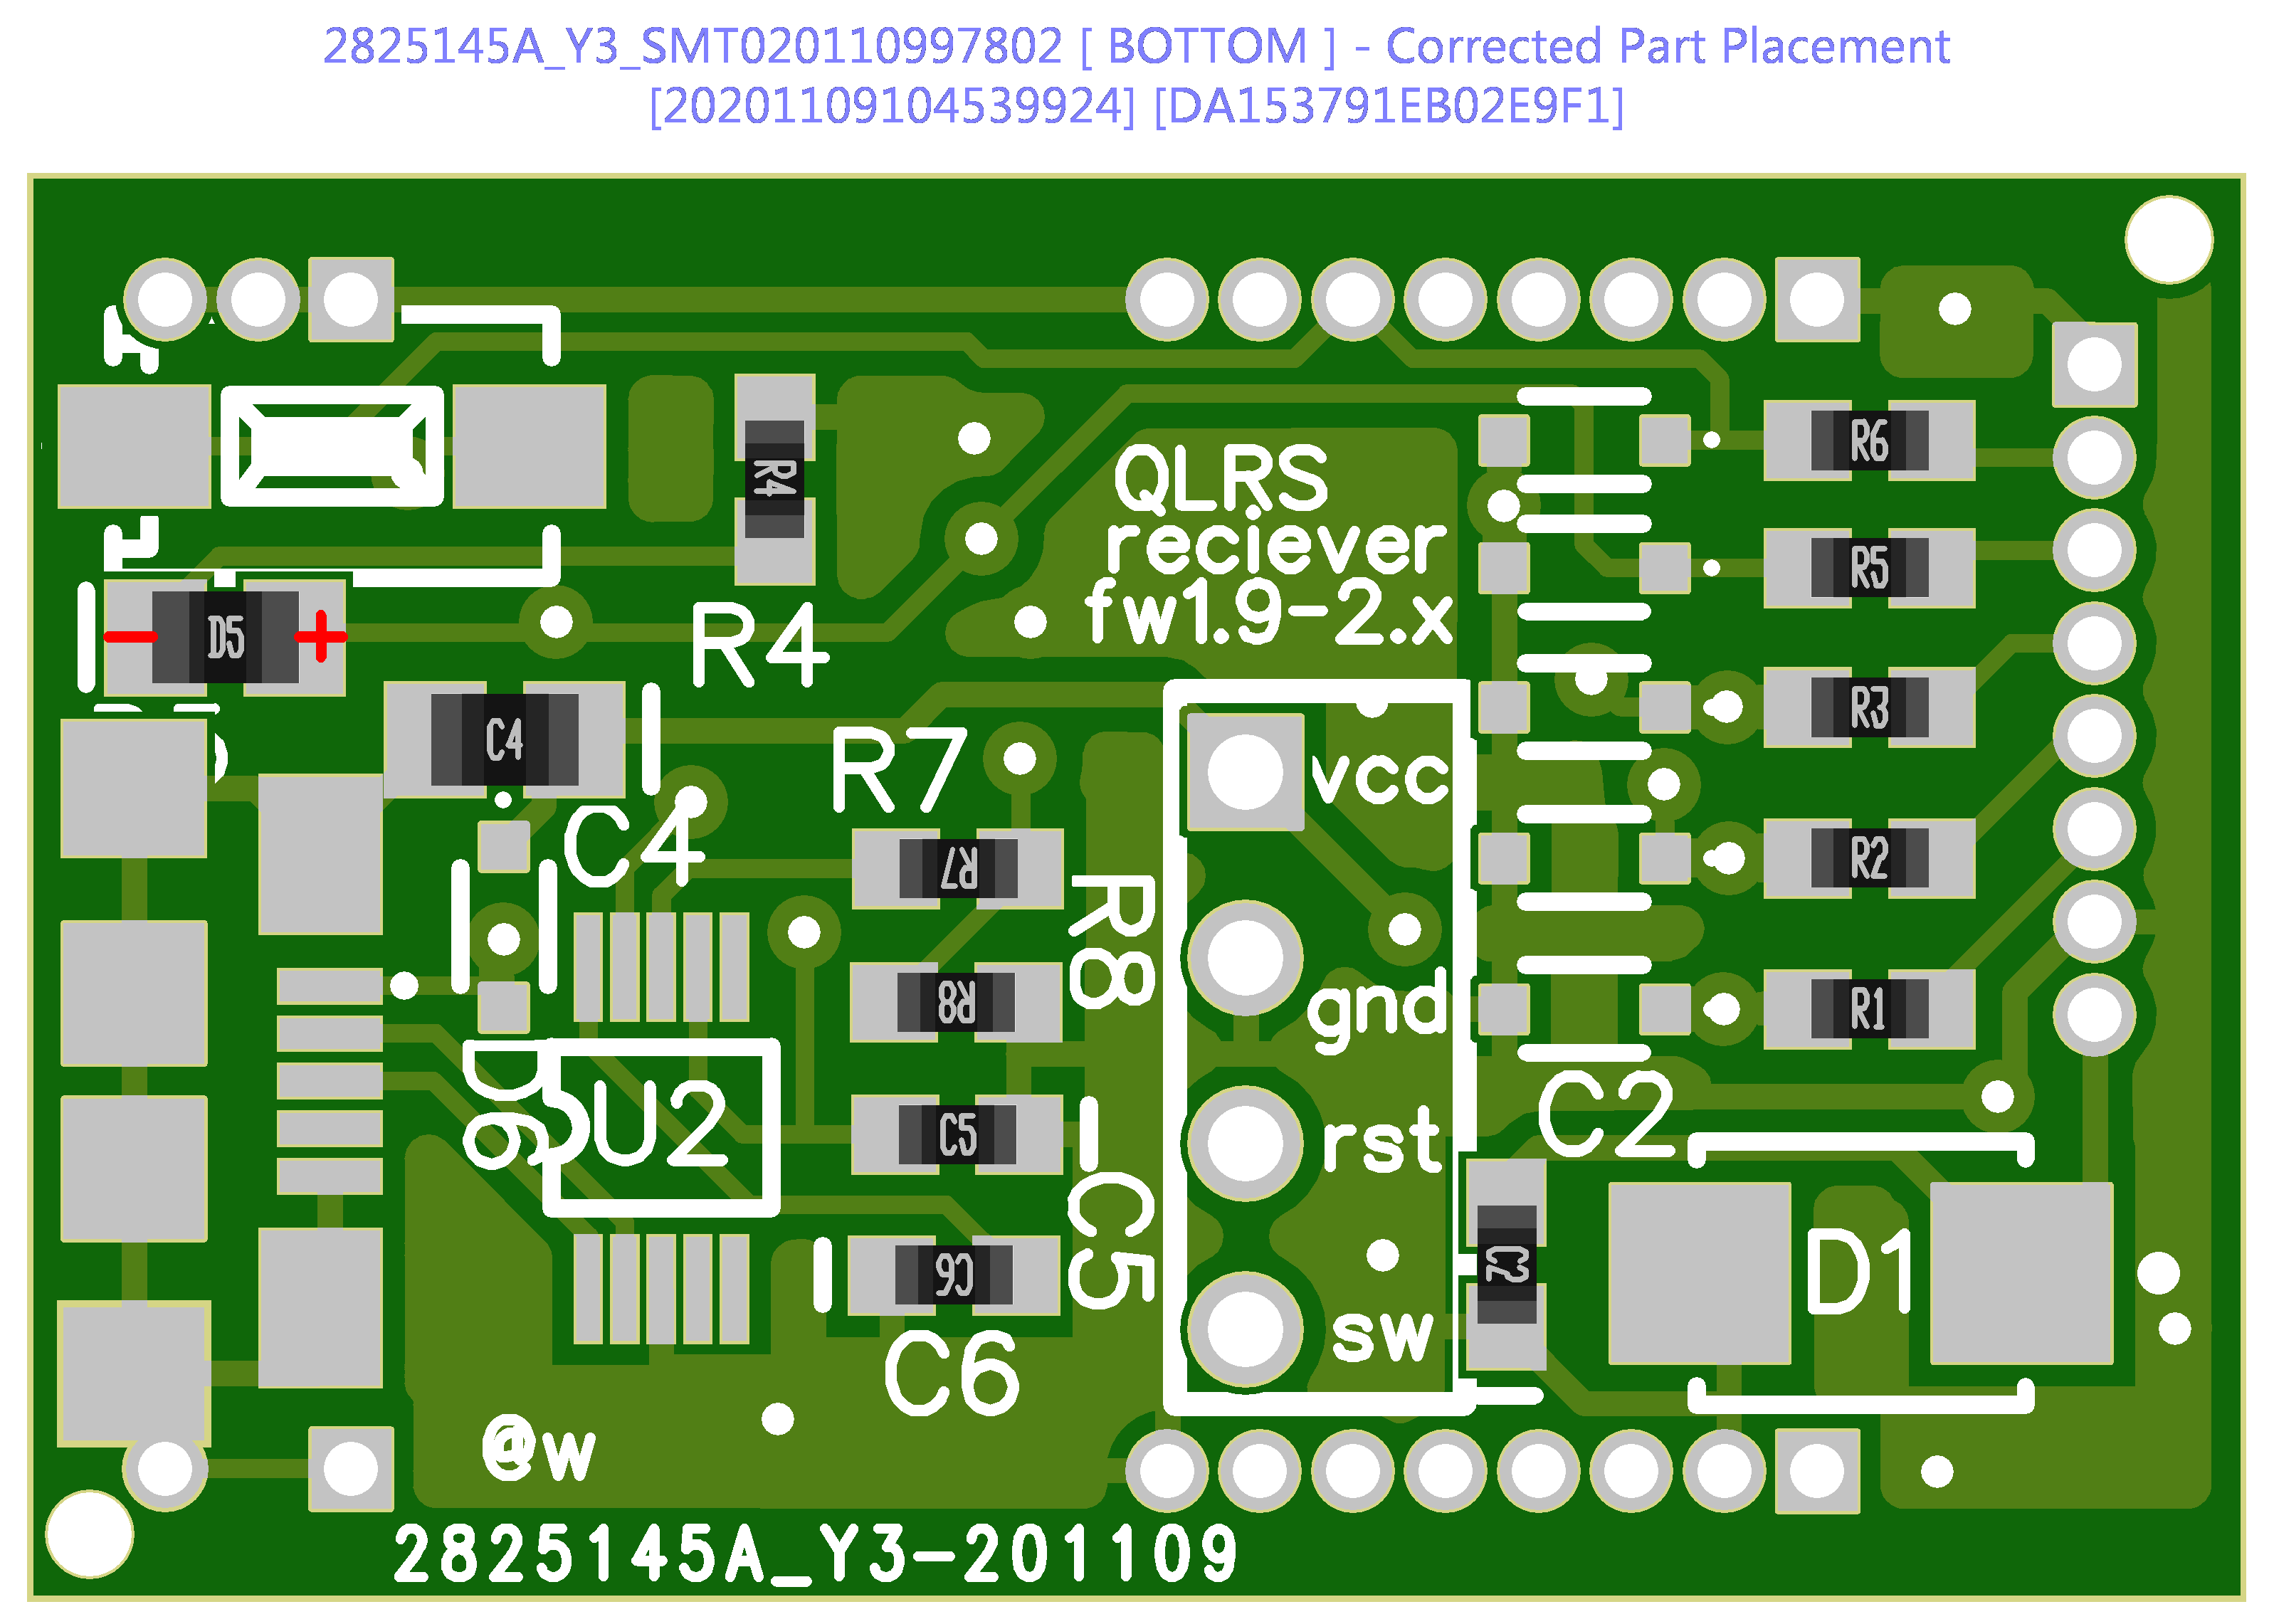 2825145A_Y3_SMT020110997802 [ BOTTOM ] - Corrected Part Placement
[20201109104539924] [DA153791EB02E9F1]
R6
QLRS
R4
reciever
R5
fw1.9-2.x
D5
R4
R3
C4
R7
vcc
C4
R7
R2
R8
R8
gnd
R1
U2
C5
rst
C2
C5
C2
D1
C6
sw
C6
@w
2825145A_Y3-201109